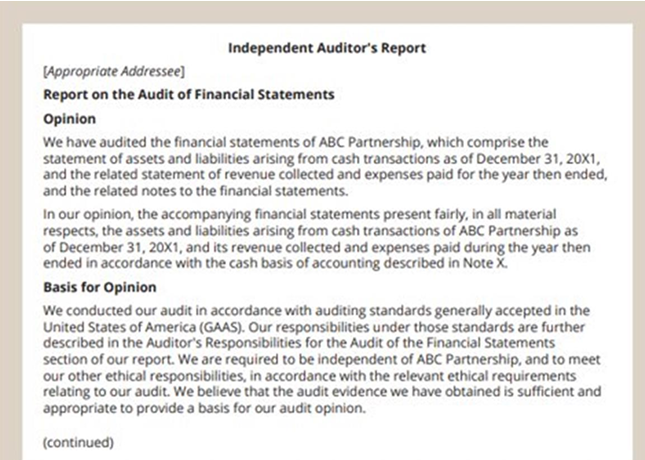 Independent Auditor's Report
[Appropriate Addressee]
Report on the Audit of Financial Statements
Opinion
We have audited the financial statements of ABC Partnership, which comprise the
statement of assets and liabilities arising from cash transactions as of December 31, 20X1,
and the related statement of revenue collected and expenses paid for the year then ended,
and the related notes to the financial statements.
In our opinion, the accompanying financial statements present fairly, in all material
respects, the assets and liabilities arising from cash transactions of ABC Partnership as
of December 31, 20X1, and its revenue collected and expenses paid during the year then
ended in accordance with the cash basis of accounting described in Note X.
Basis for Opinion
We conducted our audit in accordance with auditing standards generally accepted in the
United States of America (GAAS). Our responsibilities under those standards are further
described in the Auditor's Responsibilities for the Audit of the Financial Statements
section of our report. We are required to be independent of ABC Partnership, and to meet
our other ethical responsibilities, in accordance with the relevant ethical requirements
relating to our audit. We believe that the audit evidence we have obtained is sufficient and
appropriate to provide a basis for our audit opinion.
(continued)